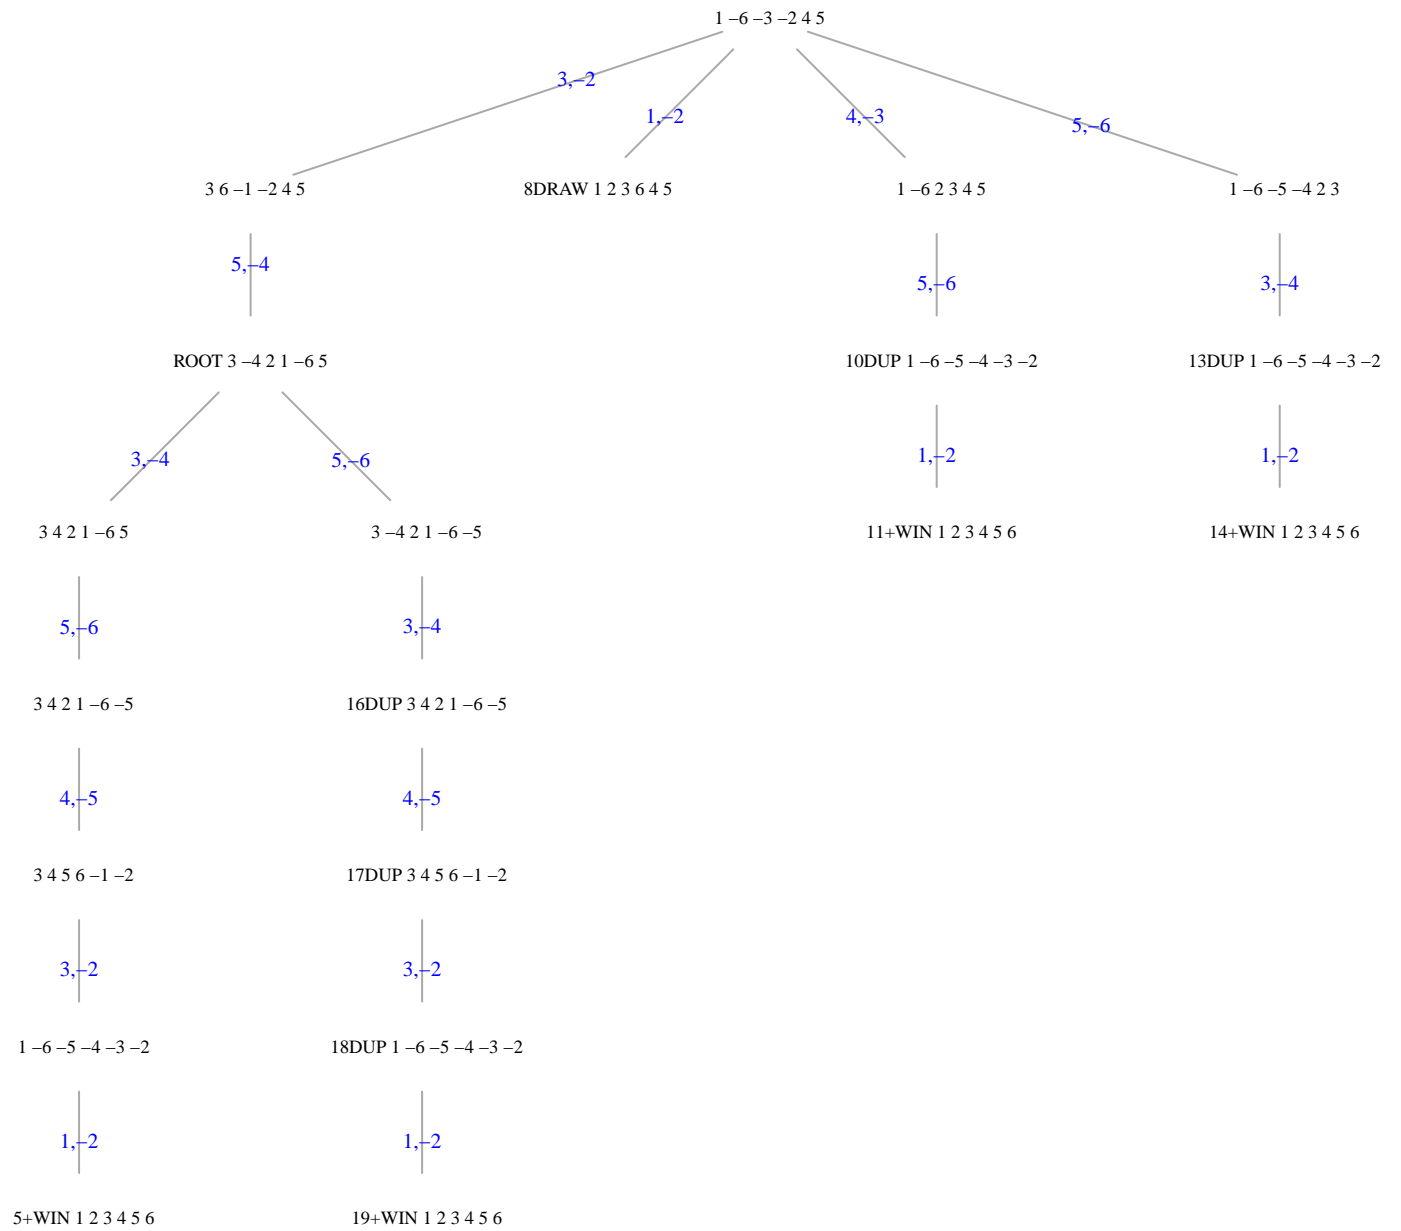 1 –6 –3 –2 4 5
3,–2
1,–2
4,–3
5,–6
3 6 –1 –2 4 5
8DRAW 1 2 3 6 4 5
1 –6 2 3 4 5
1 –6 –5 –4 2 3
5,–4
5,–6
3,–4
ROOT 3 –4 2 1 –6 5
10DUP 1 –6 –5 –4 –3 –2
13DUP 1 –6 –5 –4 –3 –2
3,–4
5,–6
1,–2
1,–2
3 4 2 1 –6 5
3 –4 2 1 –6 –5
11+WIN 1 2 3 4 5 6
14+WIN 1 2 3 4 5 6
5,–6
3,–4
3 4 2 1 –6 –5
16DUP 3 4 2 1 –6 –5
4,–5
4,–5
3 4 5 6 –1 –2
17DUP 3 4 5 6 –1 –2
3,–2
3,–2
1 –6 –5 –4 –3 –2
18DUP 1 –6 –5 –4 –3 –2
1,–2
1,–2
5+WIN 1 2 3 4 5 6
19+WIN 1 2 3 4 5 6